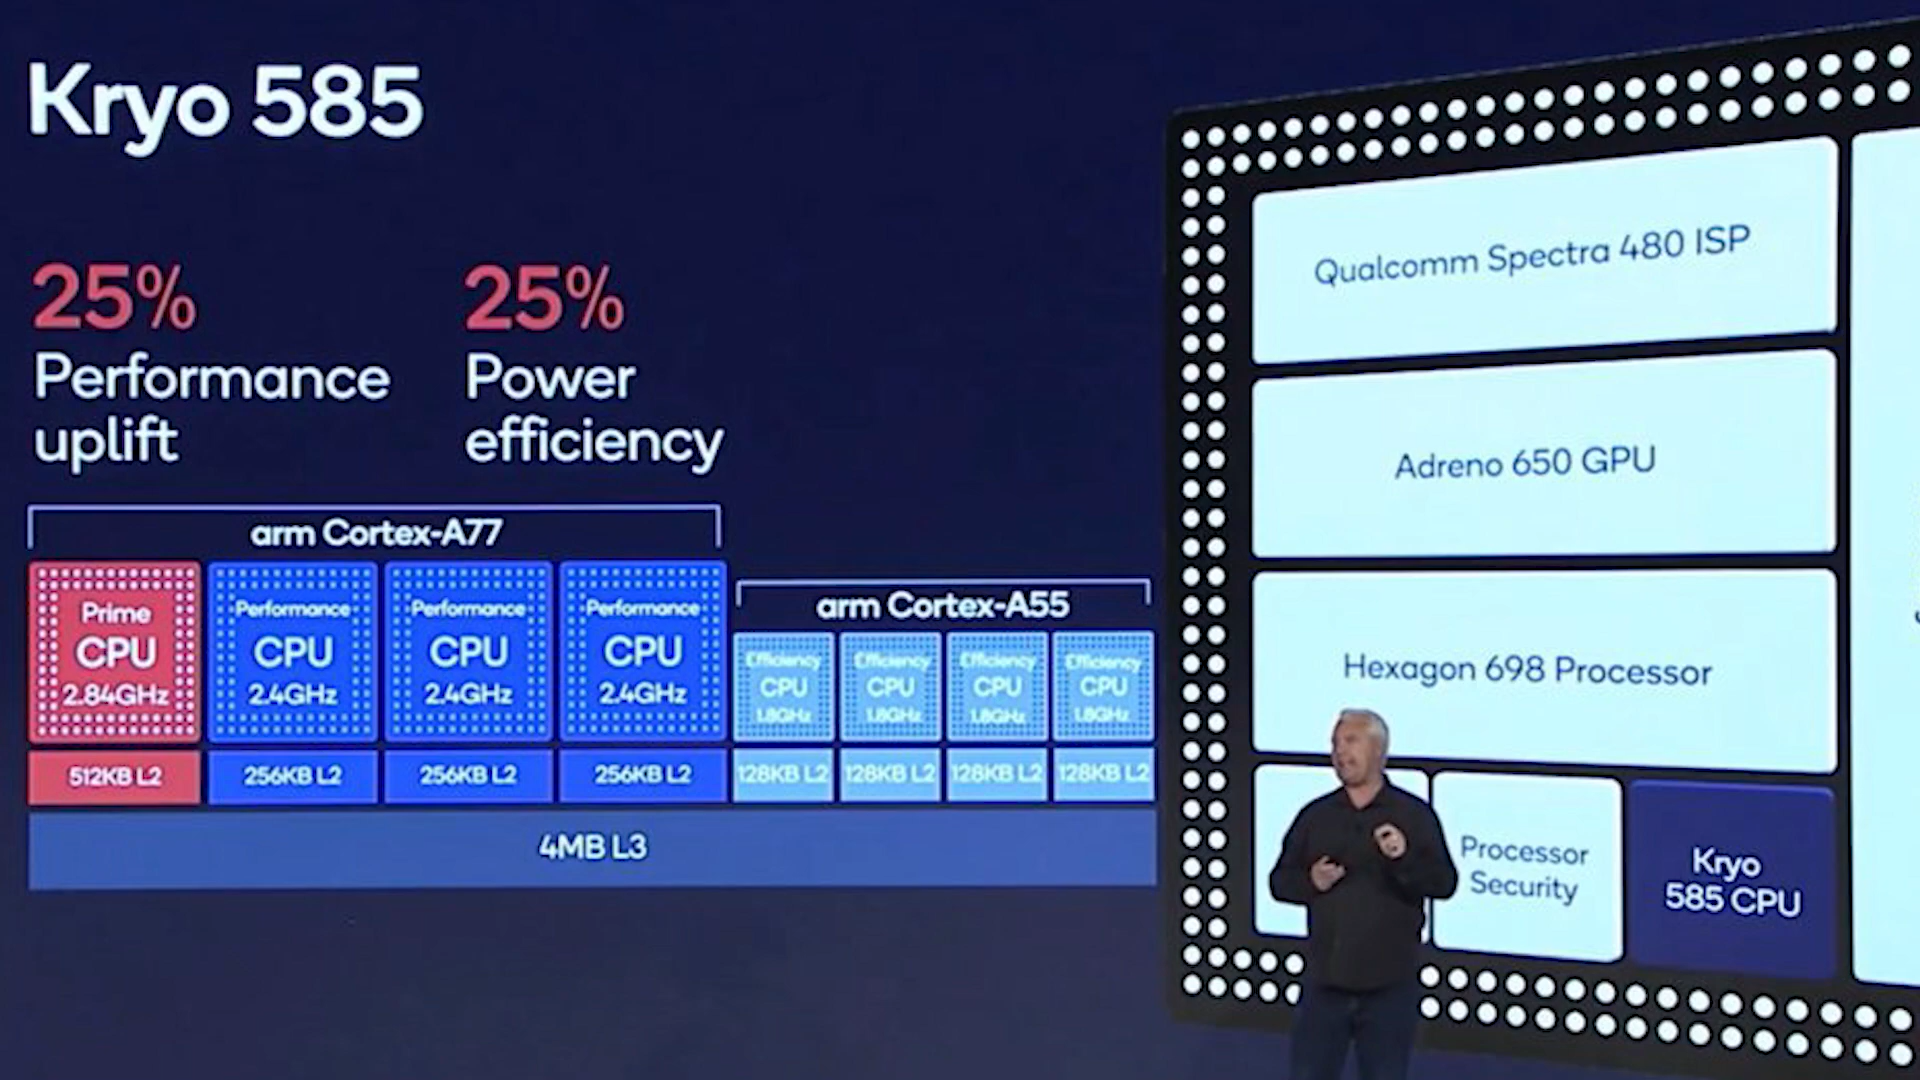 Kryo 585
25%
Performance
uplift
25%
Power
efficiency
arm Cortex-A77
Prime
CPU
2.84GHz
512KB L2
Performance
CPU
2.4GHz
256KB L2
Performance
CPU
2.4GHz
256KB L2
Performance
CPU
2.4GHz
256KB L2
arm Cortex-A55
Efficiency
CPU
1.8GHz
128KB L2
Efficiency
CPU
1.8GHz
128KB L2
Efficiency
CPU
1.8GHz
128KB L2
Efficiency
CPU
1.8GHz
128KB L2
4MB L3
Qualcomm Spectra 480 ISP
Adreno 650 GPU
Hexagon 698 Processor
Processor
Security
Kryo
585 CPU